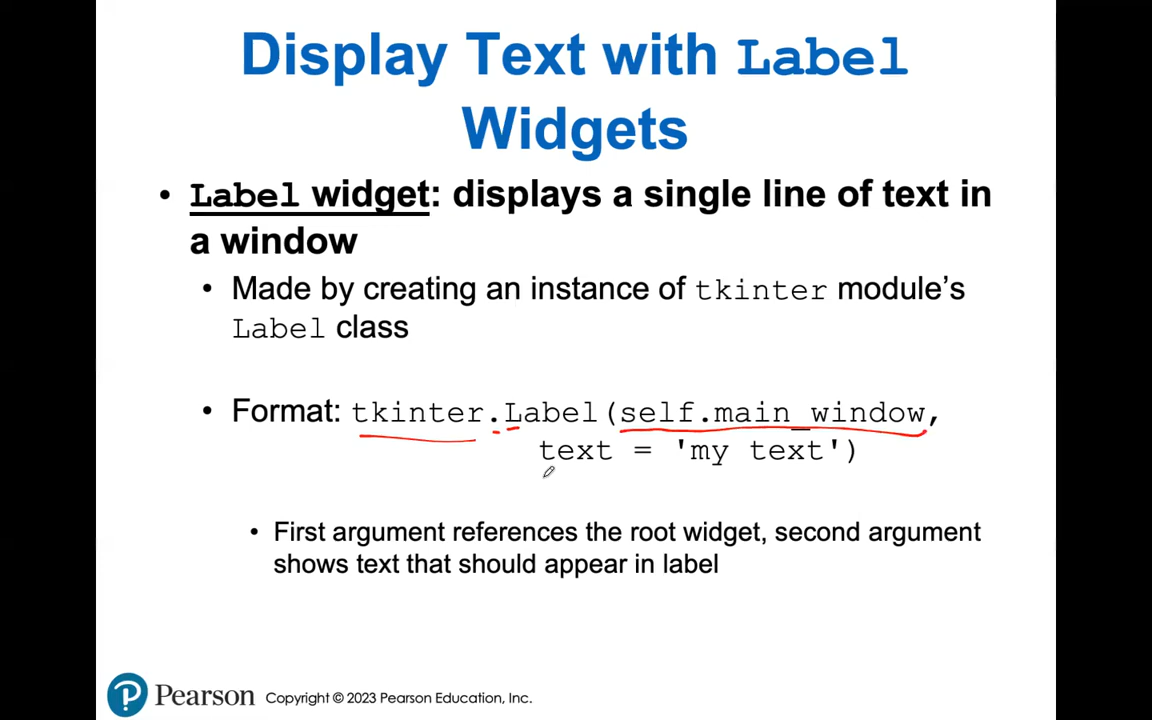 Display Text with Label
Widgets
• Label widget: displays a single line of text in
a window
• Made by creating an instance of tkinter module’s
Label class
• Format: tkinter.Label(self.main_window,
text = 'my text')
• First argument references the root widget, second argument
shows text that should appear in label
Pearson Copyright © 2023 Pearson Education, Inc.